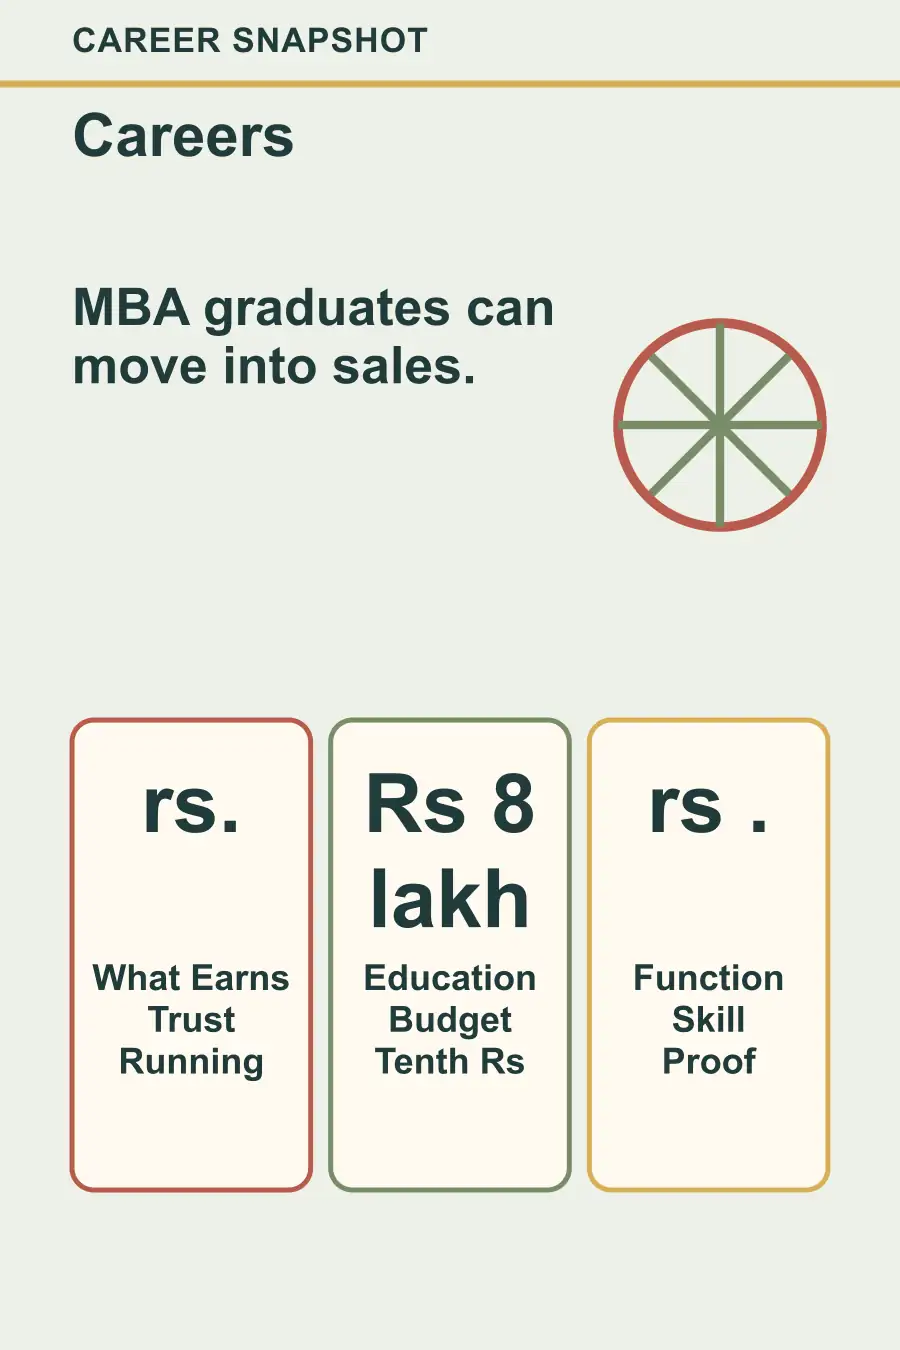 CAREER SNAPSHOT
Careers
MBA graduates can
move into sales.
rs.
What Earns
Trust
Running
Rs 8
lakh
Education
Budget
Tenth Rs
rs .
Function
Skill
Proof